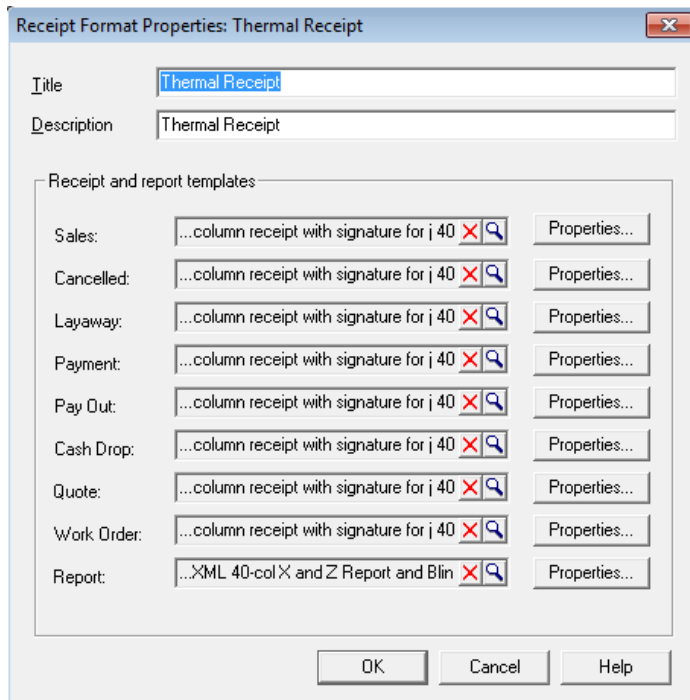 Receipt Format Properties: Thermal Receipt
Title Thermal Receipt
Description Thermal Receipt
Receipt and report templates
Sales: ...column receipt with signature for j 40 Properties...
Cancelled: ...column receipt with signature for j 40 Properties...
Layaway: ...column receipt with signature for j 40 Properties...
Payment: ...column receipt with signature for j 40 Properties...
Pay Out: ...column receipt with signature for j 40 Properties...
Cash Drop: ...column receipt with signature for j 40 Properties...
Quote: ...column receipt with signature for j 40 Properties...
Work Order: ...column receipt with signature for j 40 Properties...
Report: ...XML 40-col X and Z Report and Blin Properties...
OK Cancel Help